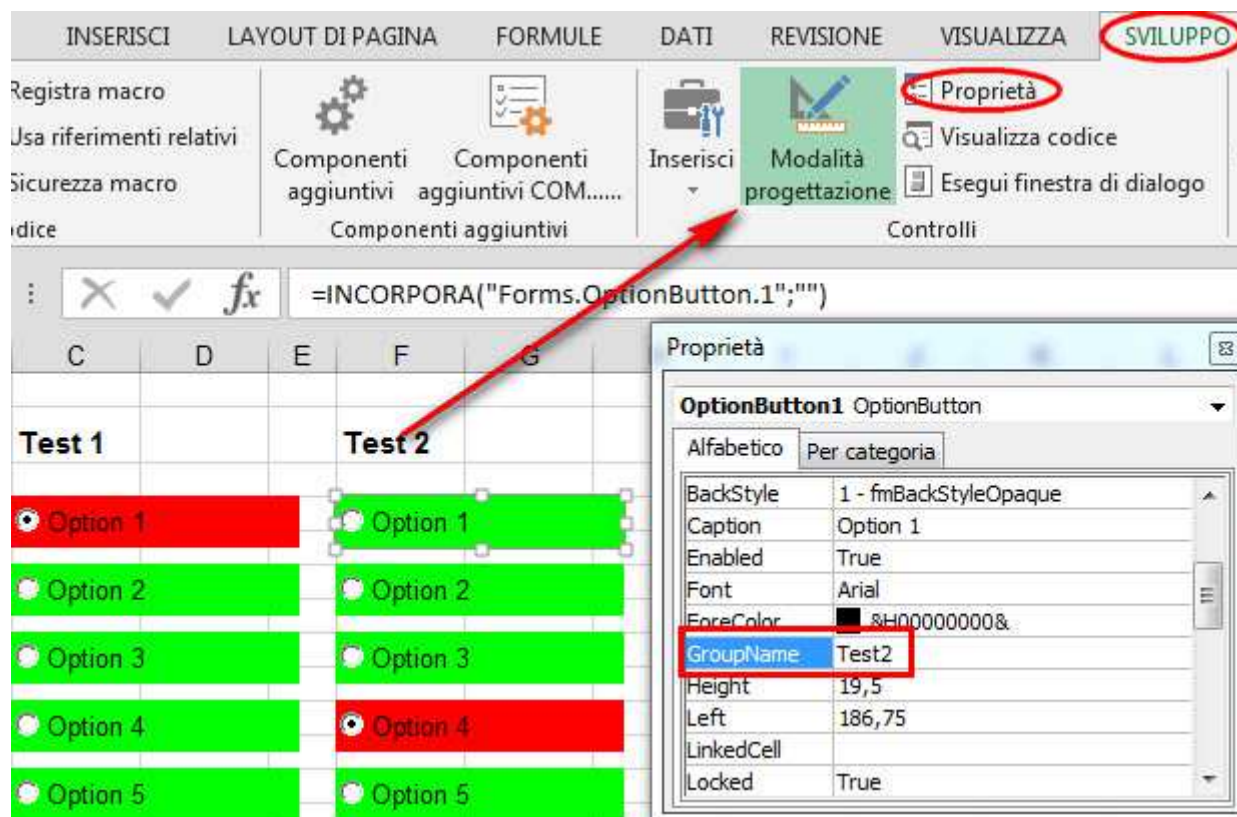 INSERISCI LAYOUT DI PAGINA FORMULE DATI REVISIONE VISUALIZZA SVILUPPO
Registra macro
Usa riferimenti relativi
Sicurezza macro
Componenti aggiuntivi
Componenti aggiuntivi COM......
Componenti aggiuntivi
Inserisci
Modalità progettazione
Proprietà
Visualizza codice
Esegui finestra di dialogo
Controlli
fx =INCORPORA("Forms.OptionButton.1";"")
C D E F G
Test 1 Test 2
Option 1 Option 1
Option 2 Option 2
Option 3 Option 3
Option 4 Option 4
Option 5 Option 5
Proprietà
OptionButton1 OptionButton
Alfabetico Per categoria
BackStyle 1 - fmBackStyleOpaque
Caption Option 1
Enabled True
Font Arial
ForeColor &H00000000&
GroupName Test2
Height 19,5
Left 186,75
LinkedCell
Locked True